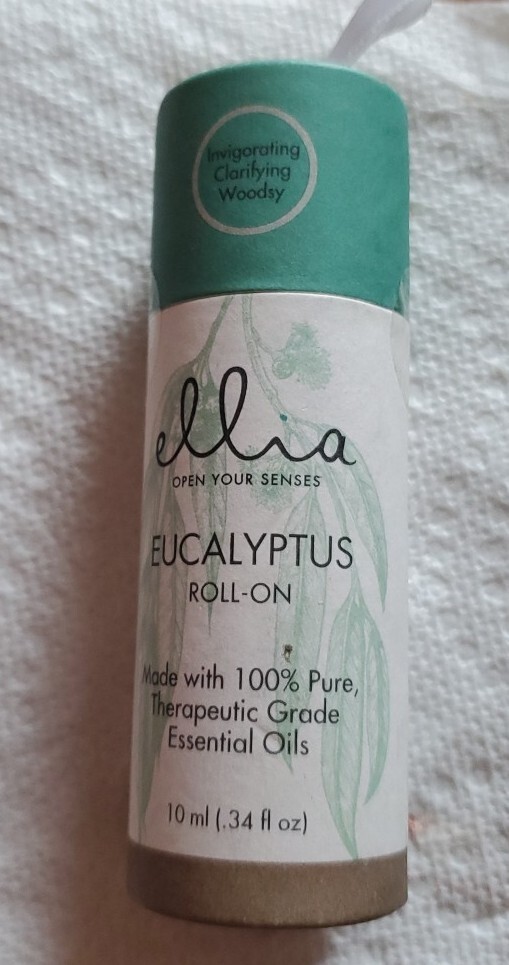 Invigorating
Clarifying
Woodsy
ellia
OPEN YOUR SENSES
EUCALYPTUS
ROLL-ON
Made with 100% Pure,
Therapeutic Grade
Essential Oils
10 ml (.34 fl oz)